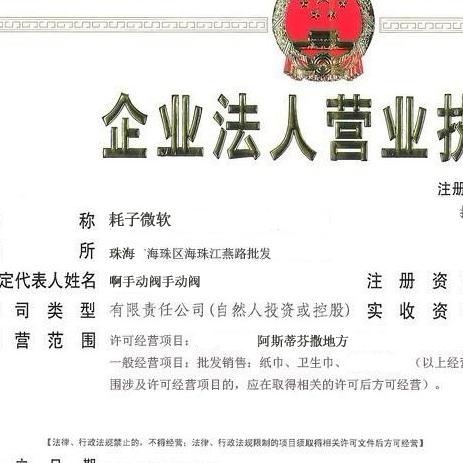 企业法人营业执
注册
称 耗子微软
所 珠海 海珠区海珠江燕路批发
定代表人姓名 啊手动阀手动阀 注 册 资
司 类 型 有限责任公司(自然人投资或控股) 实 收 资
营 范 围 许可经营项目: 阿斯蒂芬撒地方
一般经营项目：批发销售：纸巾、卫生巾、 (以上经营
围涉及许可经营项目的，应在取得相关的许可后方可经营)。
【法律、行政法规禁止的，不得经营；法律、行政法规限制的项目须取得相关许可文件后方可经营】